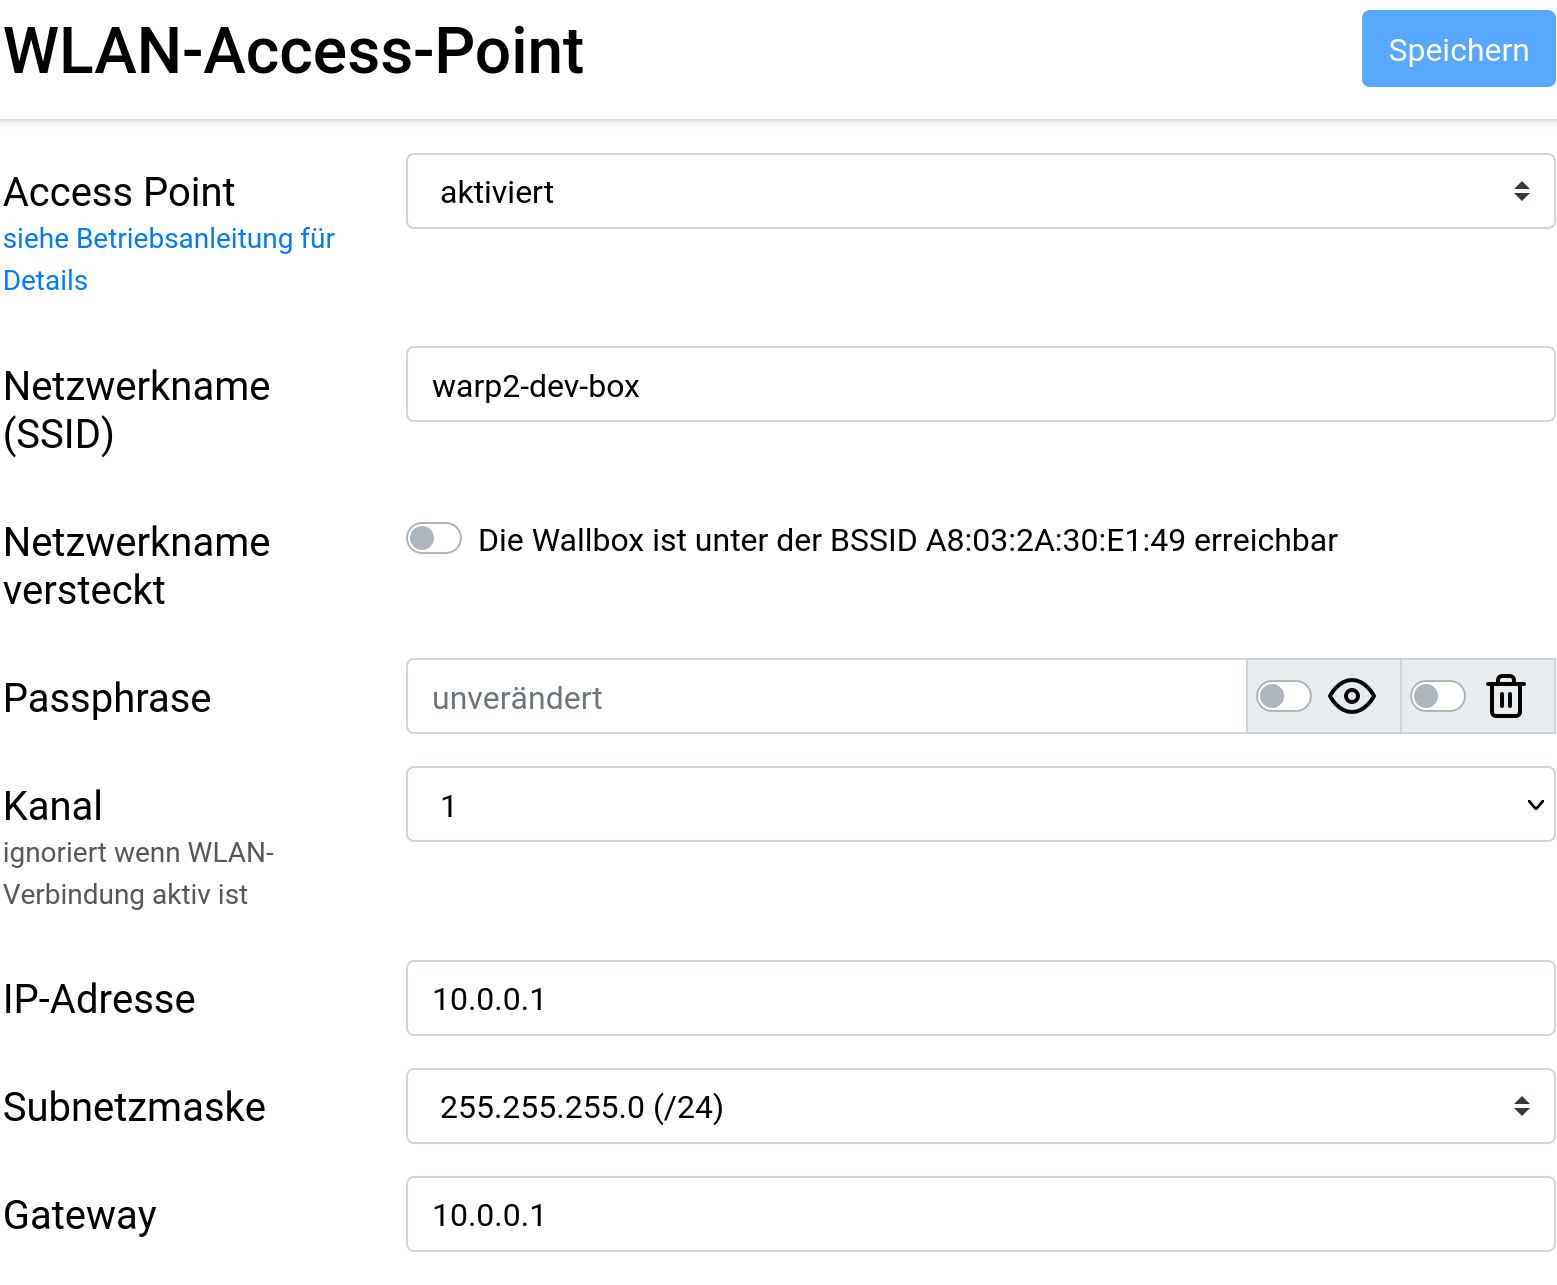 WLAN-Access-Point
Speichern
Access Point
aktiviert
siehe Betriebsanleitung für
Details
Netzwerkname
(SSID)
warp2-dev-box
Netzwerkname
versteckt
Die Wallbox ist unter der BSSID A8:03:2A:30:E1:49 erreichbar
Passphrase
unverändert
Kanal
1
ignoriert wenn WLAN-
Verbindung aktiv ist
IP-Adresse
10.0.0.1
Subnetzmaske
255.255.255.0 (/24)
Gateway
10.0.0.1